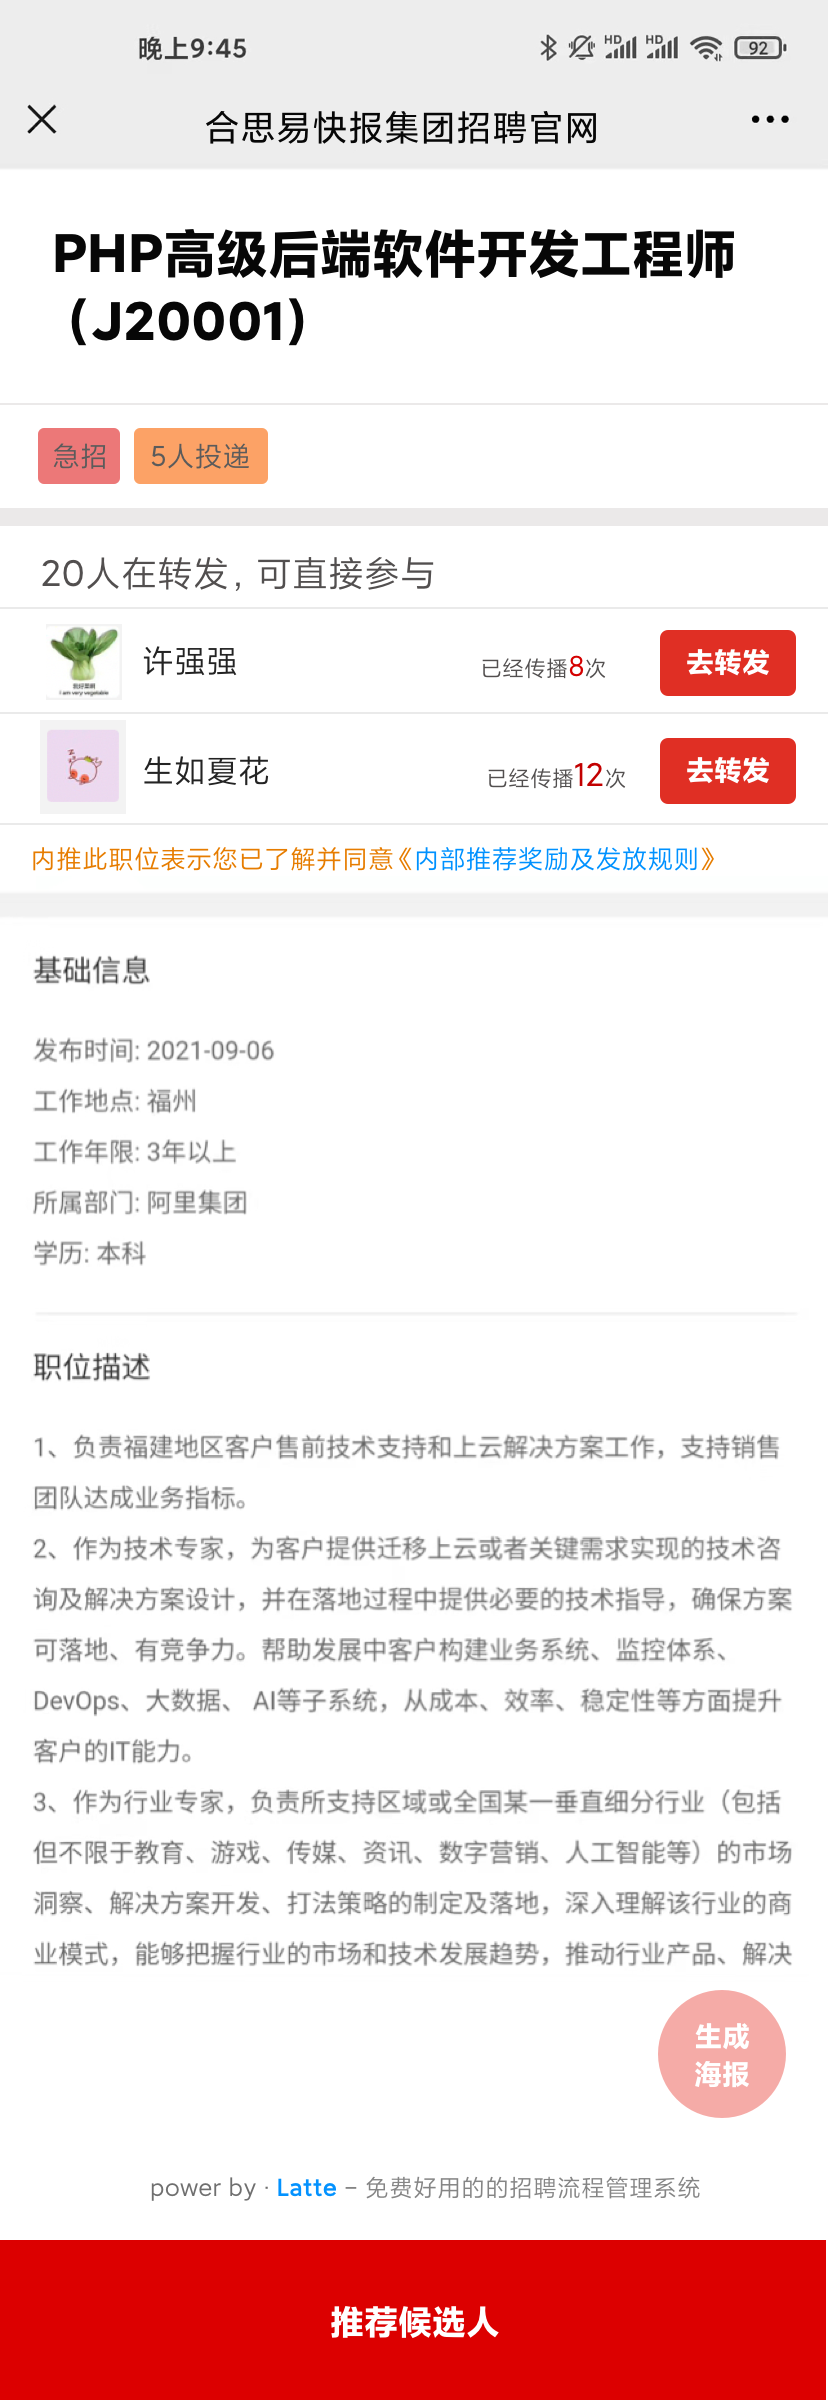 晚上9:45
HD HD 92
合思易快报集团招聘官网
PHP高级后端软件开发工程师
（J20001）
急招 5人投递
20人在转发，可直接参与
许强强 已经传播8次 去转发
I am very vegetable
生如夏花 已经传播12次 去转发
内推此职位表示您已了解并同意《内部推荐奖励及发放规则》
基础信息
发布时间: 2021-09-06
工作地点: 福州
工作年限: 3年以上
所属部门: 阿里集团
学历: 本科
职位描述
1、负责福建地区客户售前技术支持和上云解决方案工作，支持销售
团队达成业务指标。
2、作为技术专家，为客户提供迁移上云或者关键需求实现的技术咨
询及解决方案设计，并在落地过程中提供必要的技术指导，确保方案
可落地、有竞争力。帮助发展中客户构建业务系统、监控体系、
DevOps、大数据、 AI等子系统，从成本、效率、稳定性等方面提升
客户的IT能力。
3、作为行业专家，负责所支持区域或全国某一垂直细分行业（包括
但不限于教育、游戏、传媒、资讯、数字营销、人工智能等）的市场
洞察、解决方案开发、打法策略的制定及落地，深入理解该行业的商
业模式，能够把握行业的市场和技术发展趋势，推动行业产品、解决
生成
海报
power by · Latte - 免费好用的的招聘流程管理系统
推荐候选人